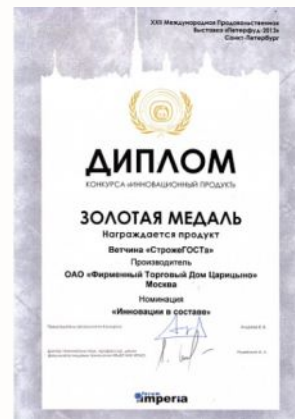 XXII Международная Продовольственная
Выставка «Петерфуд-2013»
Санкт-Петербург
ДИПЛОМ
КОНКУРСА «ИННОВАЦИОННЫЙ ПРОДУКТ»
ЗОЛОТАЯ МЕДАЛЬ
Награждается продукт
Ветчина «СтрожеГОСТа»
Производитель
ОАО «Фирменный Торговый Дом Царицыно»
Москва
Номинация
«Инновации в составе»
imperia